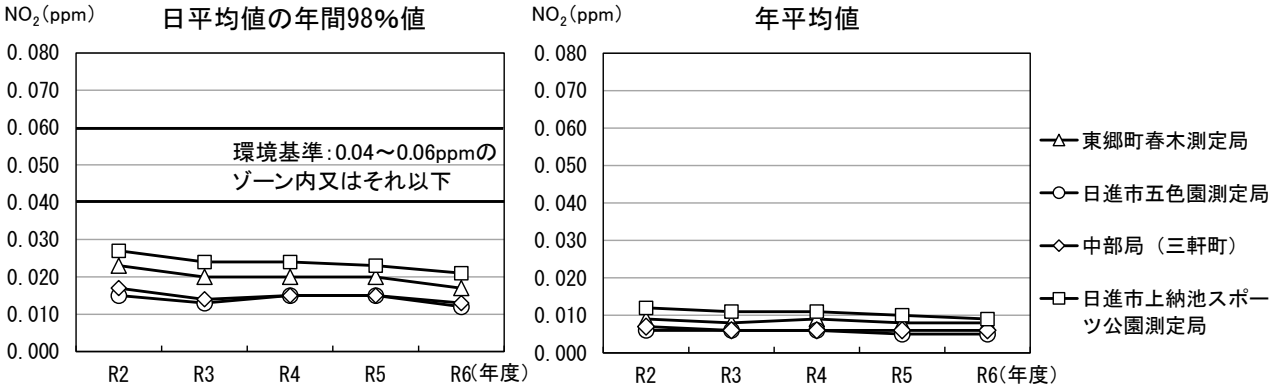 NO₂(ppm)
日平均値の年間98%値
0.080
0.070
0.060
0.050
0.040
0.030
0.020
0.010
0.000
環境基準:0.04～0.06ppmの
ゾーン内又はそれ以下
R2 R3 R4 R5 R6(年度)
NO₂(ppm)
年平均値
0.080
0.070
0.060
0.050
0.040
0.030
0.020
0.010
0.000
R2 R3 R4 R5 R6(年度)
東郷町春木測定局
日進市五色園測定局
中部局（三軒町）
日進市上納池スポー
ツ公園測定局